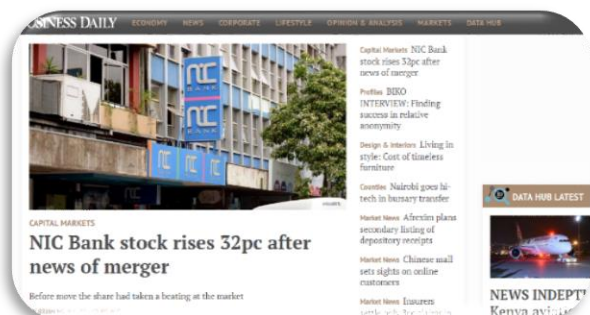 BUSINESS DAILY ECONOMY NEWS CORPORATE LIFESTYLE OPINION & ANALYSIS MARKETS DATA HUB
NIC
BANK
NIC
BANK
CAPITAL MARKETS
NIC Bank stock rises 32pc after
news of merger
Before move the share had taken a beating at the market
Capital Markets NIC Bank
stock rises 32pc after
news of merger
Profiles BIKO
INTERVIEW: Finding
success in relative
anonymity
Design & Interiors Living in
style: Cost of timeless
furniture
Counties Nairobi goes hi-
tech in bursary transfer
Market News Afrexim plans
secondary listing of
depository receipts
Market News Chinese mall
sets sights on online
customers
Market News Insurers
DATA HUB LATEST
NEWS INDEPTH
Kenya